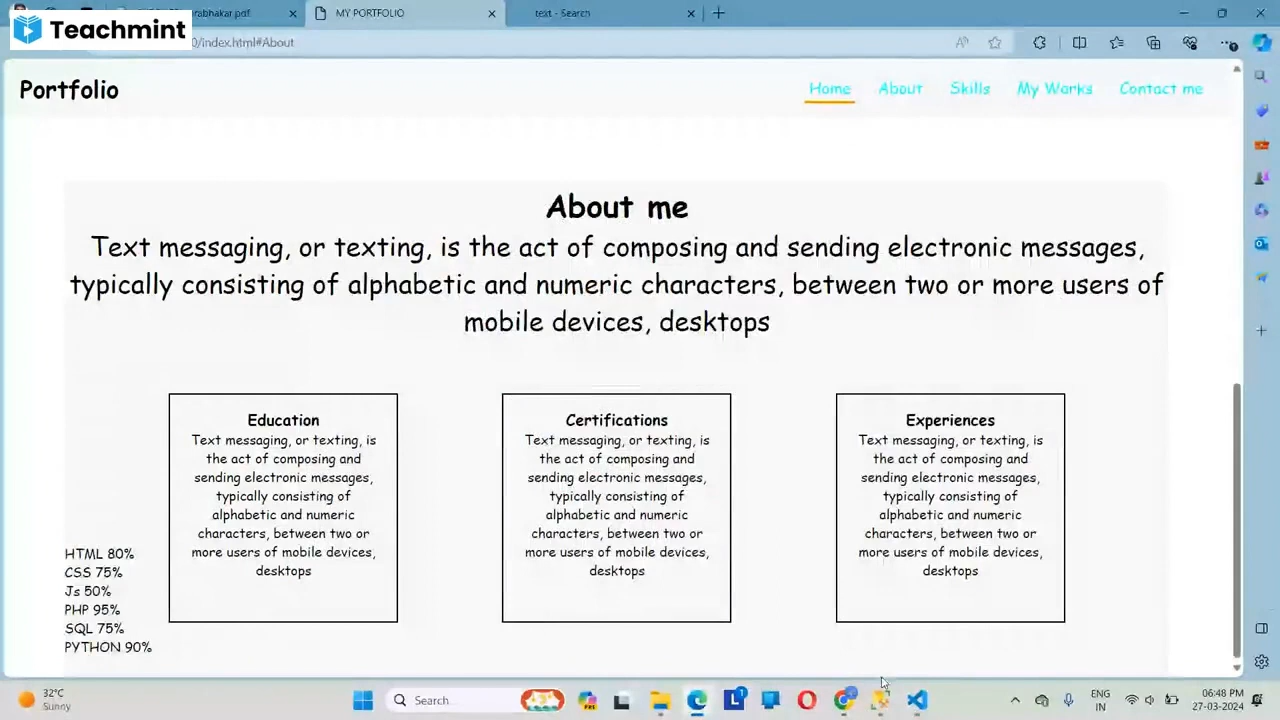 rabhakar.pdf
MY PORTFOLIO
text - Search
Teachmint
0/index.html#About
Portfolio
Home
About
Skills
My Works
Contact me
About me
Text messaging, or texting, is the act of composing and sending electronic messages,
typically consisting of alphabetic and numeric characters, between two or more users of
mobile devices, desktops
Education
Text messaging, or texting, is
the act of composing and
sending electronic messages,
typically consisting of
alphabetic and numeric
characters, between two or
more users of mobile devices,
desktops
Certifications
Text messaging, or texting, is
the act of composing and
sending electronic messages,
typically consisting of
alphabetic and numeric
characters, between two or
more users of mobile devices,
desktops
Experiences
Text messaging, or texting, is
the act of composing and
sending electronic messages,
typically consisting of
alphabetic and numeric
characters, between two or
more users of mobile devices,
desktops
HTML 80%
CSS 75%
Js 50%
PHP 95%
SQL 75%
PYTHON 90%
32°C
Sunny
Search
ENG
IN
06:48 PM
27-03-2024